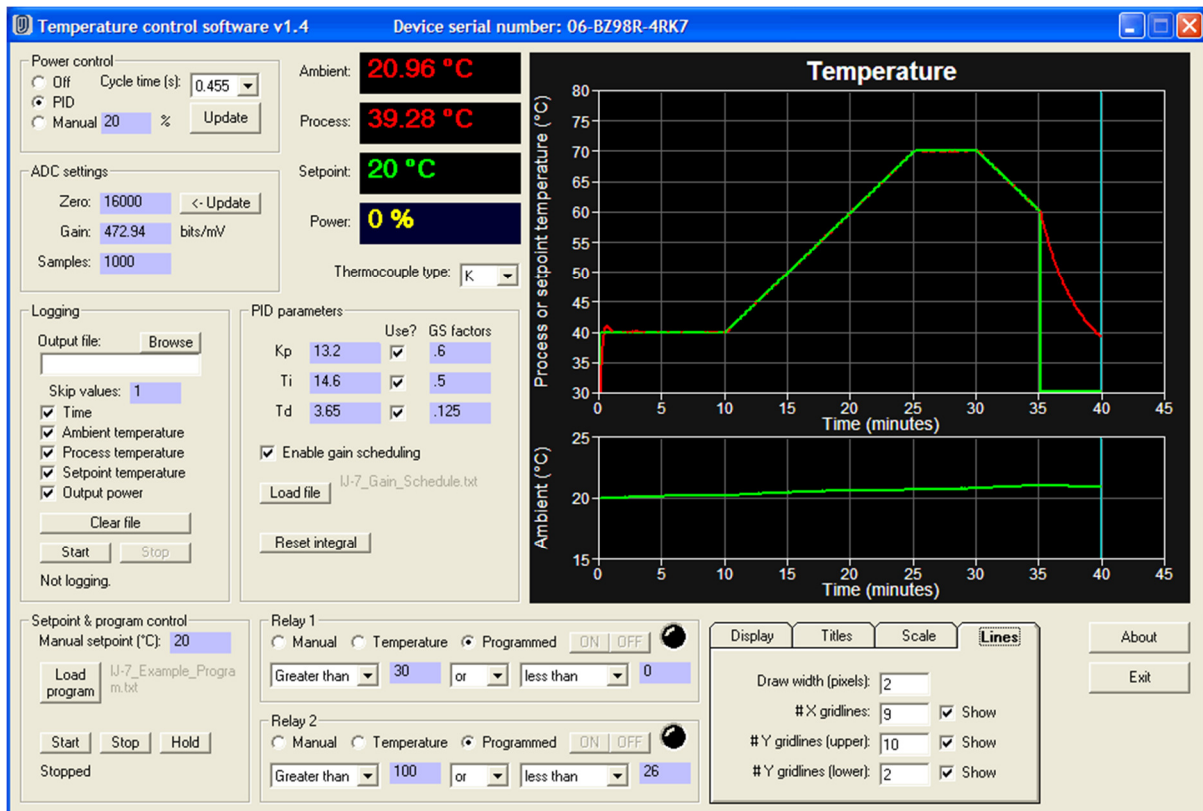 Temperature control software v1.4 Device serial number: 06-BZ98R-4RK7
Power control
Off Cycle time (s): 0.455
PID
Manual 20 % Update
Ambient: 20.96 °C
Process: 39.28 °C
Setpoint: 20 °C
Power: 0 %
Thermocouple type: K
ADC settings
Zero: 16000 <- Update
Gain: 472.94 bits/mV
Samples: 1000
Logging
Output file: Browse
Skip values: 1
Time
Ambient temperature
Process temperature
Setpoint temperature
Output power
Clear file
Start Stop
Not logging.
PID parameters
Use? GS factors
Kp 13.2 .6
Ti 14.6 .5
Td 3.65 .125
Enable gain scheduling
Load file IJ-7_Gain_Schedule.txt
Reset integral
Temperature
Process or setpoint temperature (°C)
80
75
70
65
60
55
50
45
40
35
30
0 5 10 15 20 25 30 35 40 45
Time (minutes)
Ambient (°C)
25
20
15
0 5 10 15 20 25 30 35 40 45
Time (minutes)
Setpoint & program control
Manual setpoint (°C): 20
Load program
IJ-7_Example_Progra
m.txt
Start Stop Hold
Stopped
Relay 1
Manual Temperature Programmed ON OFF
Greater than 30 or less than 0
Relay 2
Manual Temperature Programmed ON OFF
Greater than 100 or less than 26
Display Titles Scale Lines
Draw width (pixels): 2
# X gridlines: 9 Show
# Y gridlines (upper): 10 Show
# Y gridlines (lower): 2 Show
About
Exit